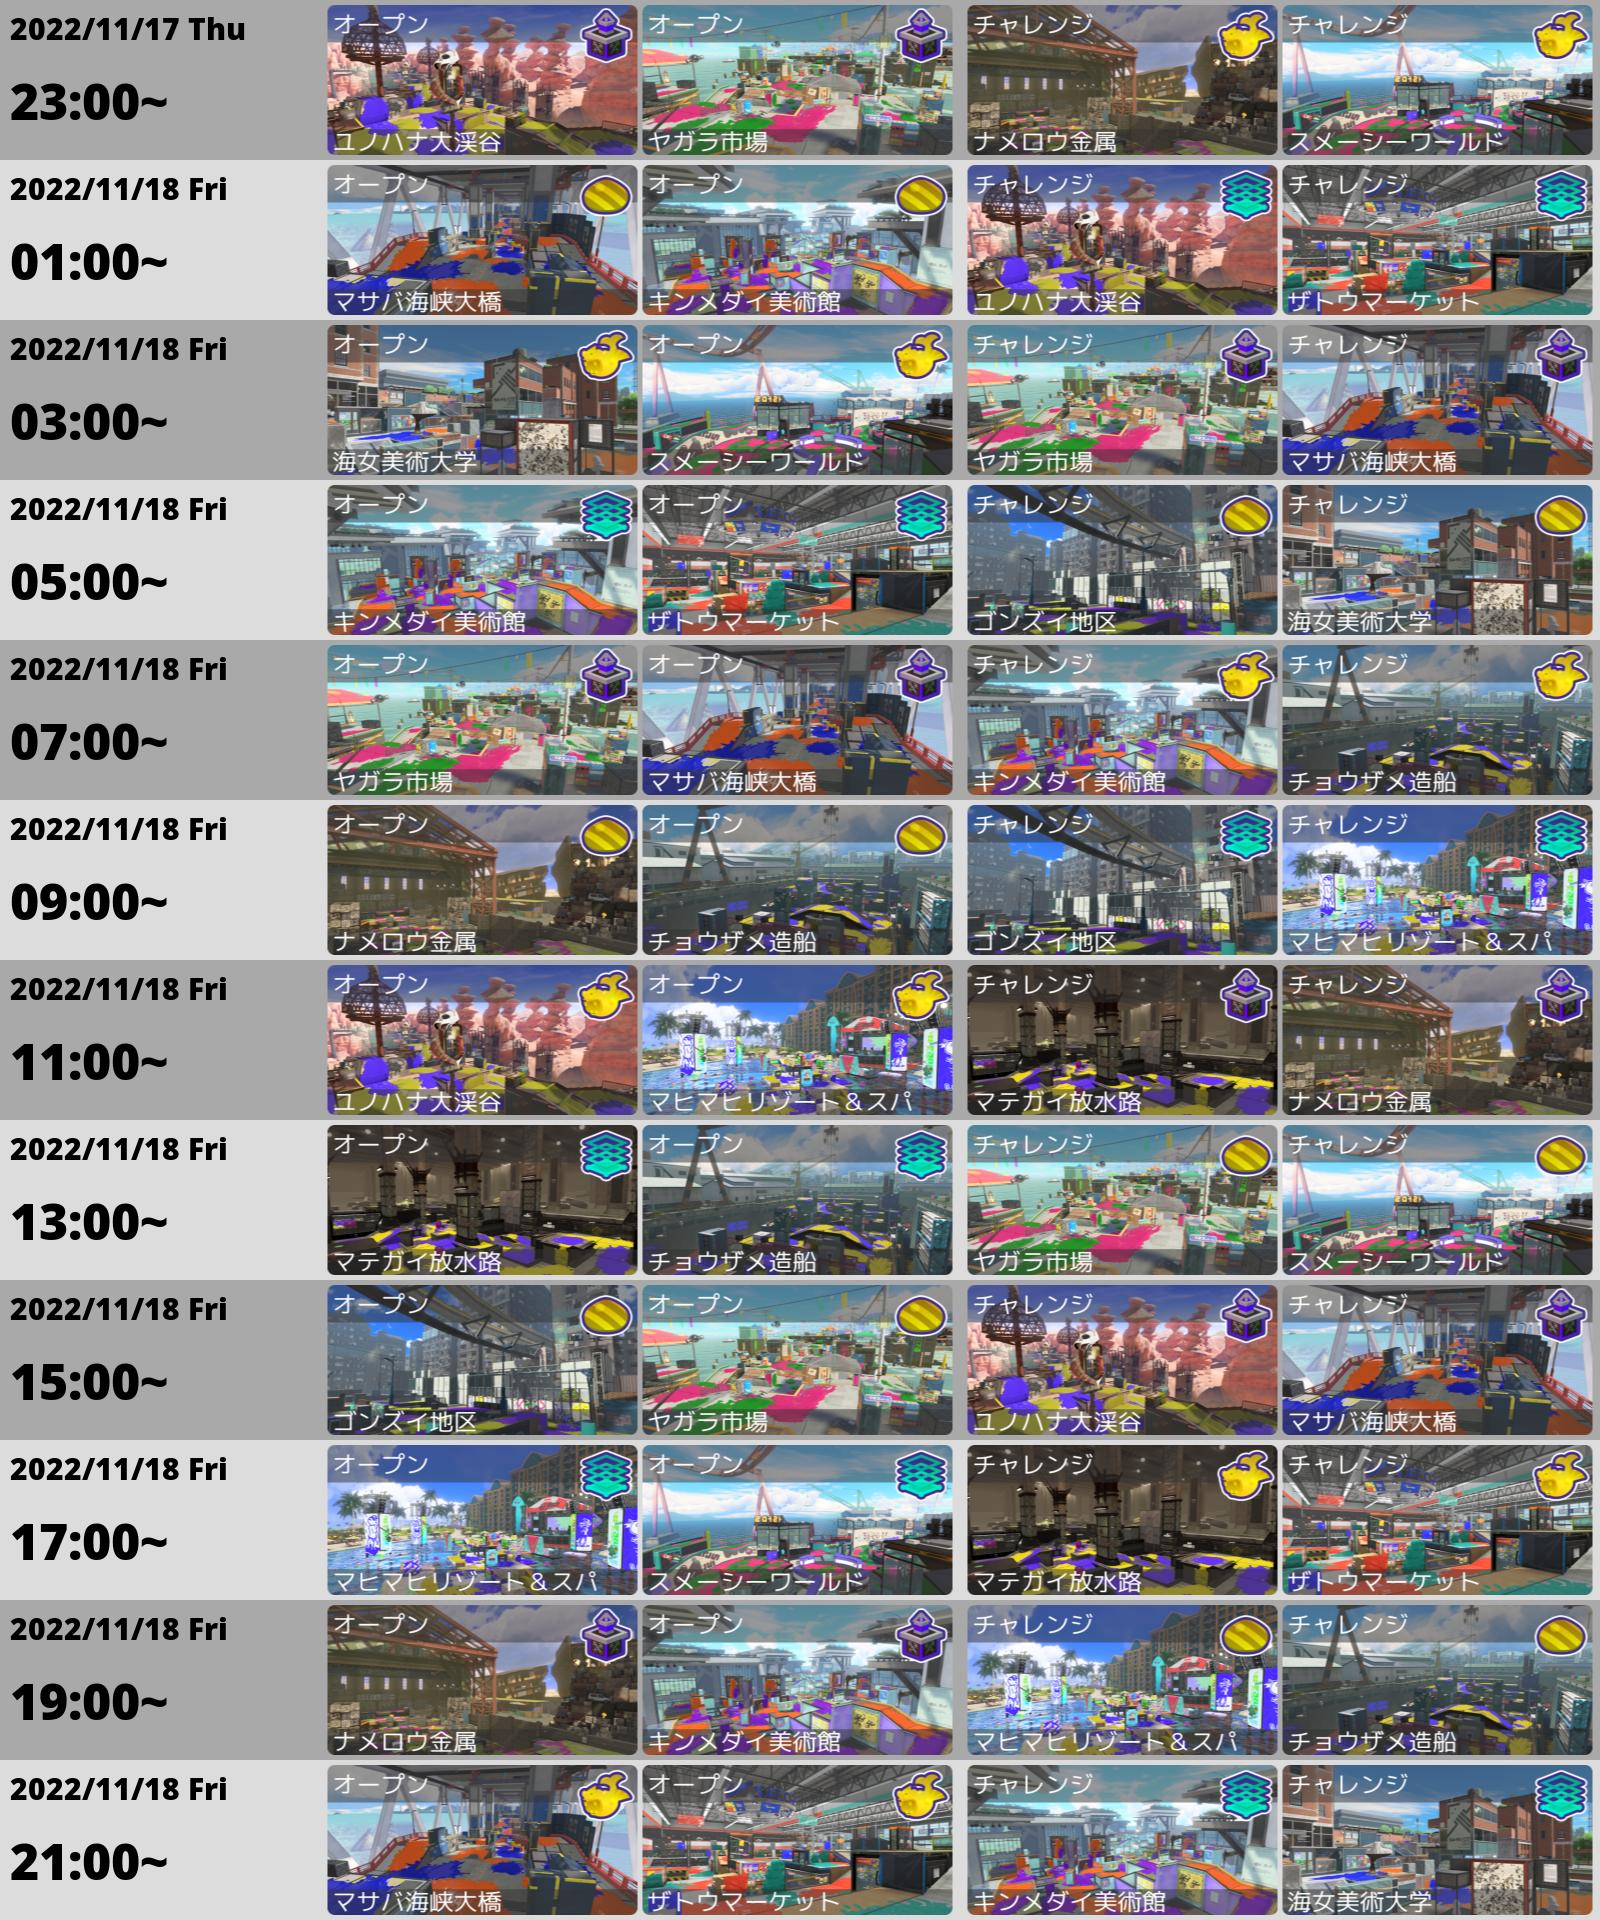 2022/11/17 Thu
23:00~
オープン
ユノハナ大渓谷
オープン
ヤガラ市場
チャレンジ
ナメロウ金属
チャレンジ
スメーシーワールド
2022/11/18 Fri
01:00~
オープン
マサバ海峡大橋
オープン
キンメダイ美術館
チャレンジ
ユノハナ大渓谷
チャレンジ
ザトウマーケット
2022/11/18 Fri
03:00~
オープン
海女美術大学
オープン
スメーシーワールド
チャレンジ
ヤガラ市場
チャレンジ
マサバ海峡大橋
2022/11/18 Fri
05:00~
オープン
キンメダイ美術館
オープン
ザトウマーケット
チャレンジ
ゴンズイ地区
チャレンジ
海女美術大学
2022/11/18 Fri
07:00~
オープン
ヤガラ市場
オープン
マサバ海峡大橋
チャレンジ
キンメダイ美術館
チャレンジ
チョウザメ造船
2022/11/18 Fri
09:00~
オープン
ナメロウ金属
オープン
チョウザメ造船
チャレンジ
ゴンズイ地区
チャレンジ
マヒマヒリゾート＆スパ
2022/11/18 Fri
11:00~
オープン
ユノハナ大渓谷
オープン
マヒマヒリゾート＆スパ
チャレンジ
マテガイ放水路
チャレンジ
ナメロウ金属
2022/11/18 Fri
13:00~
オープン
マテガイ放水路
オープン
チョウザメ造船
チャレンジ
ヤガラ市場
チャレンジ
スメーシーワールド
2022/11/18 Fri
15:00~
オープン
ゴンズイ地区
オープン
ヤガラ市場
チャレンジ
ユノハナ大渓谷
チャレンジ
マサバ海峡大橋
2022/11/18 Fri
17:00~
オープン
マヒマヒリゾート＆スパ
オープン
スメーシーワールド
チャレンジ
マテガイ放水路
チャレンジ
ザトウマーケット
2022/11/18 Fri
19:00~
オープン
ナメロウ金属
オープン
キンメダイ美術館
チャレンジ
マヒマヒリゾート＆スパ
チャレンジ
チョウザメ造船
2022/11/18 Fri
21:00~
オープン
マサバ海峡大橋
オープン
ザトウマーケット
チャレンジ
キンメダイ美術館
チャレンジ
海女美術大学